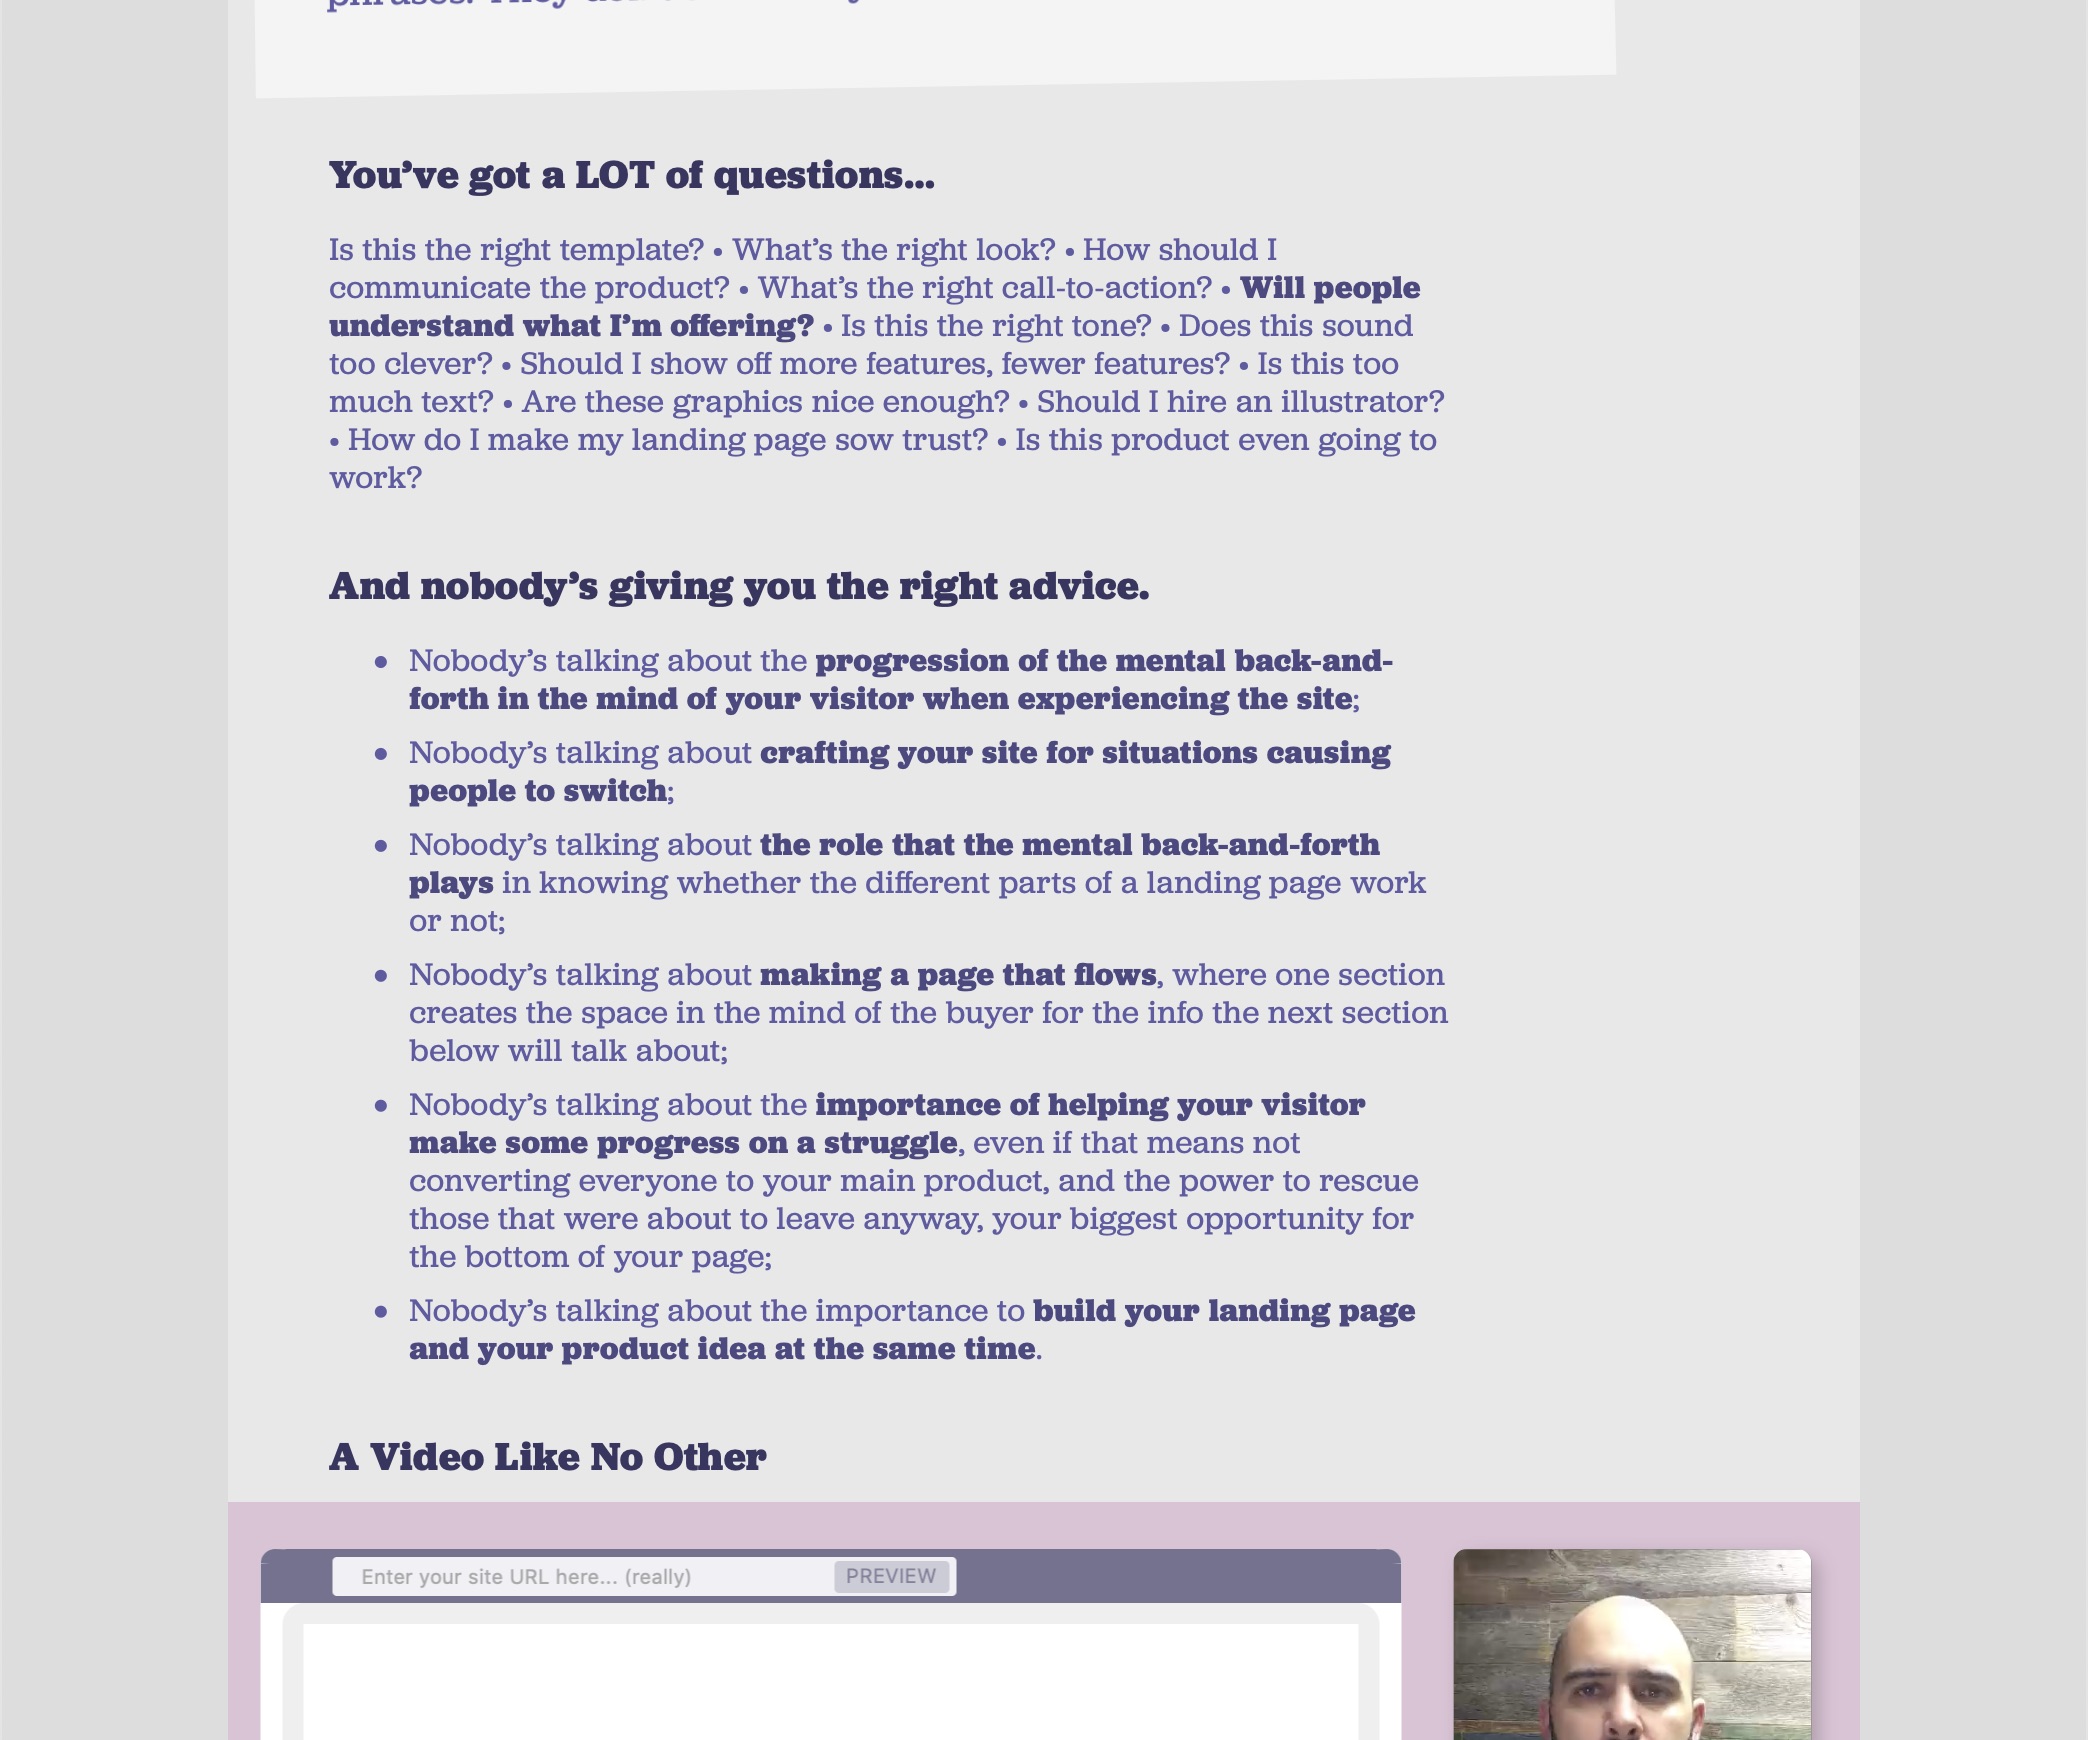 You’ve got a LOT of questions…
Is this the right template? • What’s the right look? • How should I
communicate the product? • What’s the right call-to-action? • Will people
understand what I’m offering? • Is this the right tone? • Does this sound
too clever? • Should I show off more features, fewer features? • Is this too
much text? • Are these graphics nice enough? • Should I hire an illustrator?
• How do I make my landing page sow trust? • Is this product even going to
work?
And nobody’s giving you the right advice.
• Nobody’s talking about the progression of the mental back-and-
forth in the mind of your visitor when experiencing the site;
• Nobody’s talking about crafting your site for situations causing
people to switch;
• Nobody’s talking about the role that the mental back-and-forth
plays in knowing whether the different parts of a landing page work
or not;
• Nobody’s talking about making a page that flows, where one section
creates the space in the mind of the buyer for the info the next section
below will talk about;
• Nobody’s talking about the importance of helping your visitor
make some progress on a struggle, even if that means not
converting everyone to your main product, and the power to rescue
those that were about to leave anyway, your biggest opportunity for
the bottom of your page;
• Nobody’s talking about the importance to build your landing page
and your product idea at the same time.
A Video Like No Other
Enter your site URL here... (really) PREVIEW